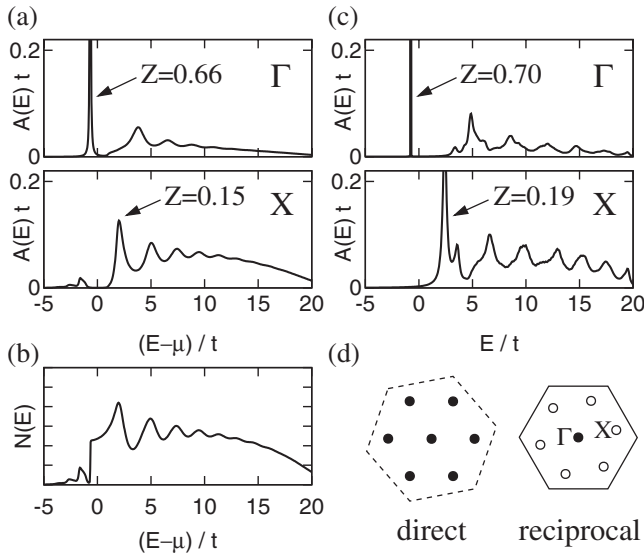 (a)
A(E) t
0.2
0
Z=0.66
Γ
A(E) t
0.2
0
Z=0.15
X
-5 0 5 10 15 20
(E−μ) / t
(b)
N(E)
-5 0 5 10 15 20
(E−μ) / t
(c)
A(E) t
0.2
0
Z=0.70
Γ
A(E) t
0.2
0
Z=0.19
X
-5 0 5 10 15 20
E / t
(d)
Γ X
direct reciprocal